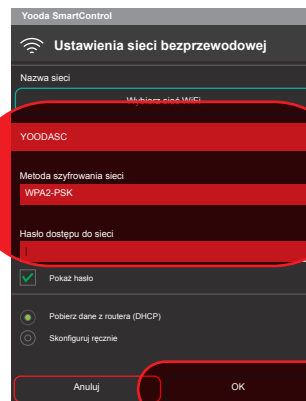 Yooda SmartControl
Ustawienia sieci bezprzewodowej
Nazwa sieci
Wybierz sieć WiFi
YOODASC
Metoda szyfrowania sieci
WPA2-PSK
Hasło dostępu do sieci
Pokaż hasło
Pobierz dane z routera (DHCP)
Skonfiguruj ręcznie
Anuluj
OK